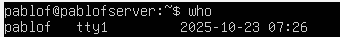 pablof@pablofserver:~$ who
pablof   tty1         2025-10-23 07:26